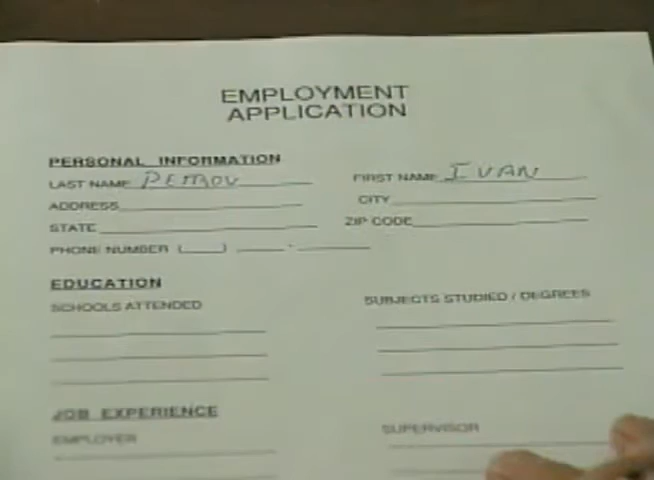 EMPLOYMENT
APPLICATION
PERSONAL INFORMATION
LAST NAME PETROV FIRST NAME IVAN
ADDRESS CITY
STATE ZIP CODE
PHONE NUMBER ( ) -
EDUCATION
SCHOOLS ATTENDED SUBJECTS STUDIED / DEGREES
JOB EXPERIENCE
EMPLOYER SUPERVISOR